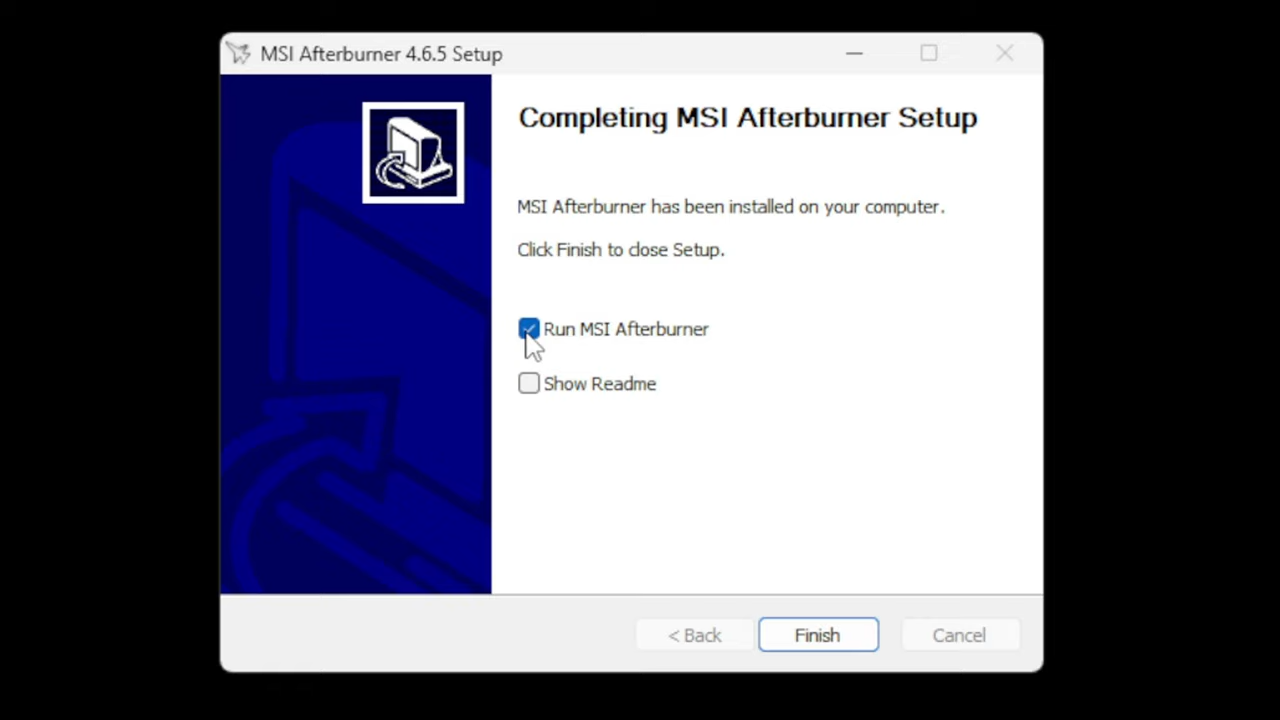 MSI Afterburner 4.6.5 Setup
Completing MSI Afterburner Setup
MSI Afterburner has been installed on your computer.
Click Finish to close Setup.
Run MSI Afterburner
Show Readme
< Back
Finish
Cancel